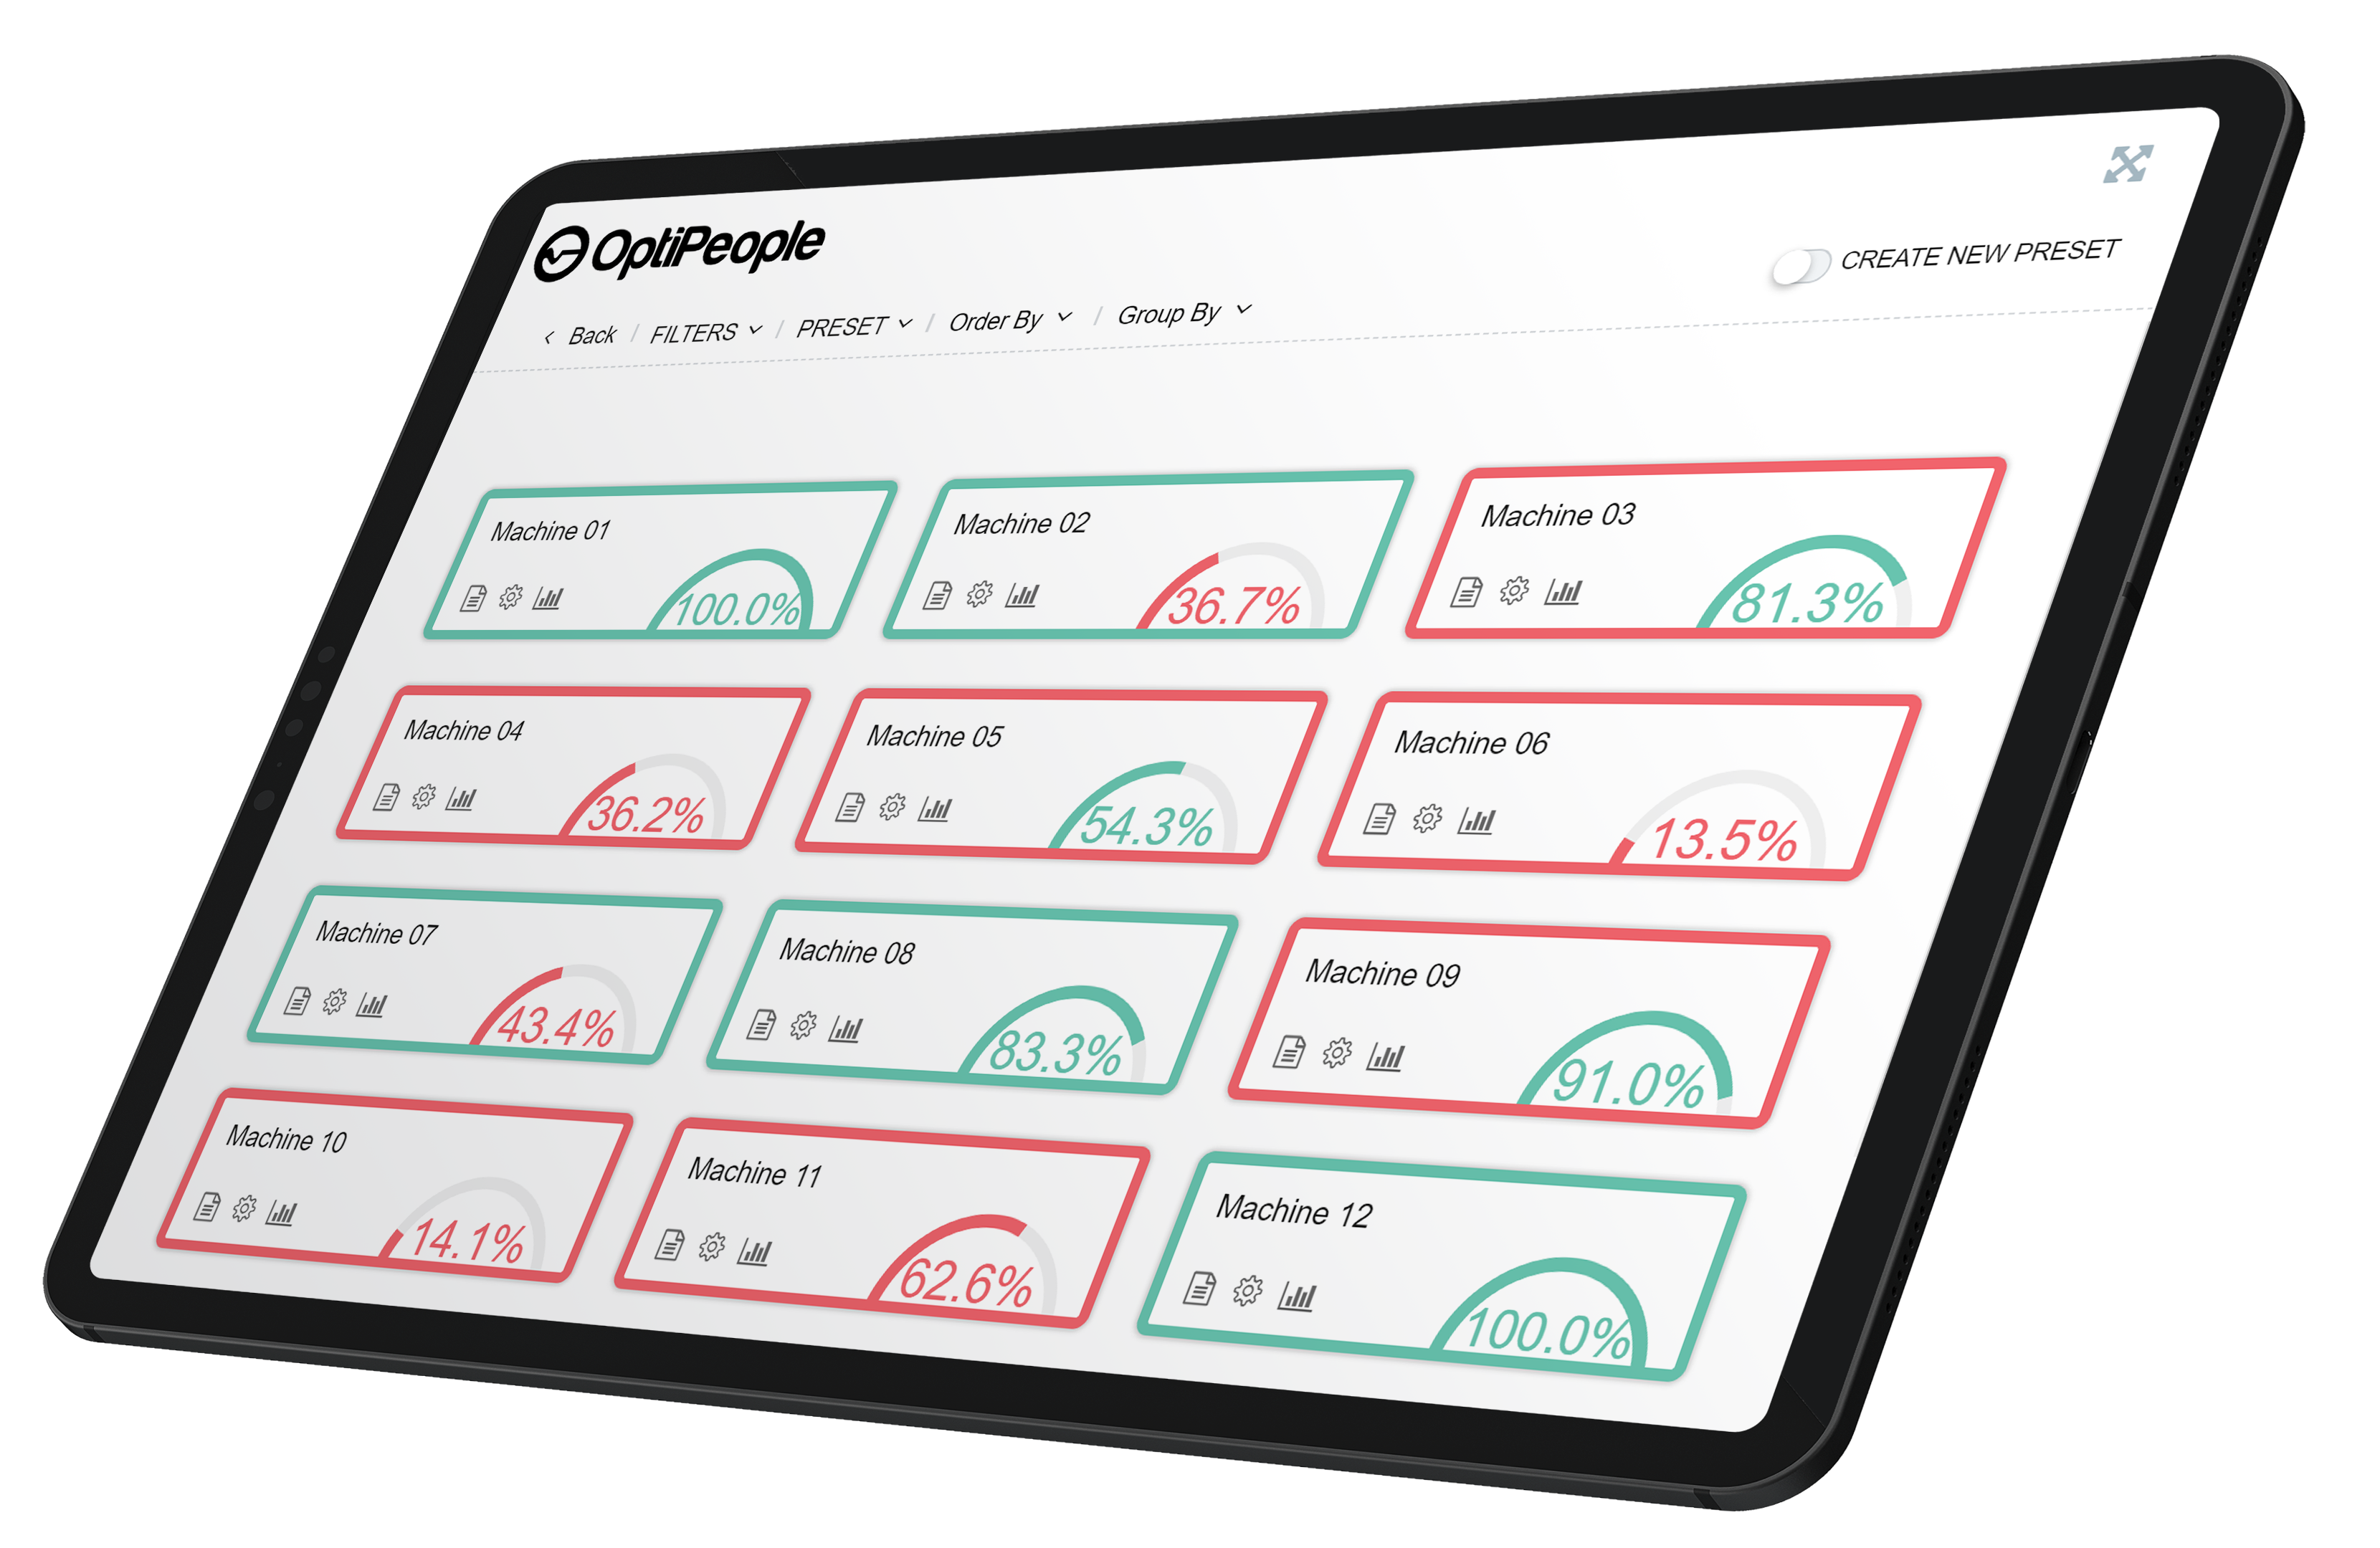 OptiPeople
CREATE NEW PRESET
Back / FILTERS / PRESET / Order By / Group By
Machine 01
100.0%
Machine 02
36.7%
Machine 03
81.3%
Machine 04
36.2%
Machine 05
54.3%
Machine 06
13.5%
Machine 07
43.4%
Machine 08
83.3%
Machine 09
91.0%
Machine 10
14.1%
Machine 11
62.6%
Machine 12
100.0%